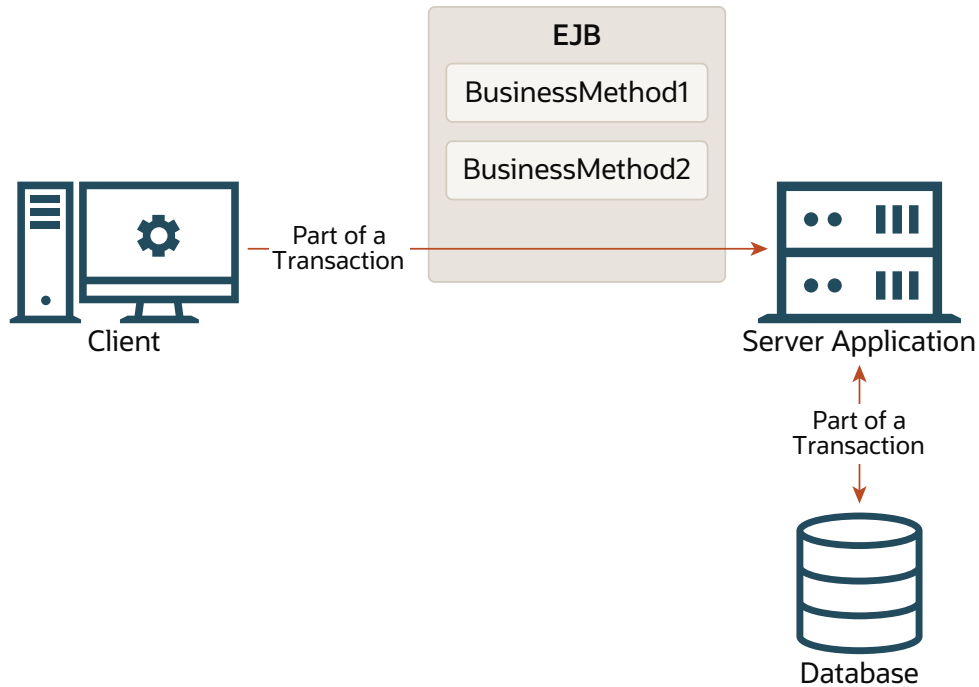 EJB
BusinessMethod1
BusinessMethod2
Part of a
Transaction
Client
Server Application
Part of a
Transaction
Database